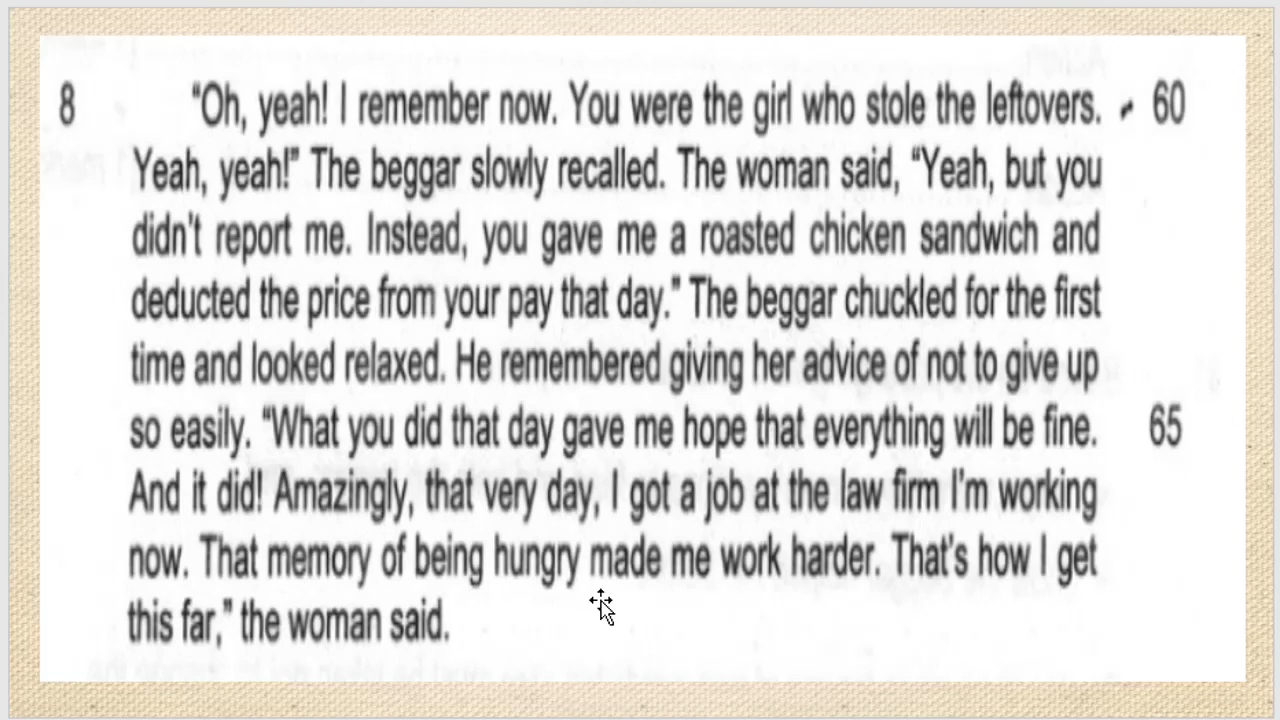 8 “Oh, yeah! I remember now. You were the girl who stole the leftovers. 60
Yeah, yeah!” The beggar slowly recalled. The woman said, “Yeah, but you
didn’t report me. Instead, you gave me a roasted chicken sandwich and
deducted the price from your pay that day.” The beggar chuckled for the first
time and looked relaxed. He remembered giving her advice of not to give up
so easily. “What you did that day gave me hope that everything will be fine. 65
And it did! Amazingly, that very day, I got a job at the law firm I’m working
now. That memory of being hungry made me work harder. That’s how I get
this far,” the woman said.